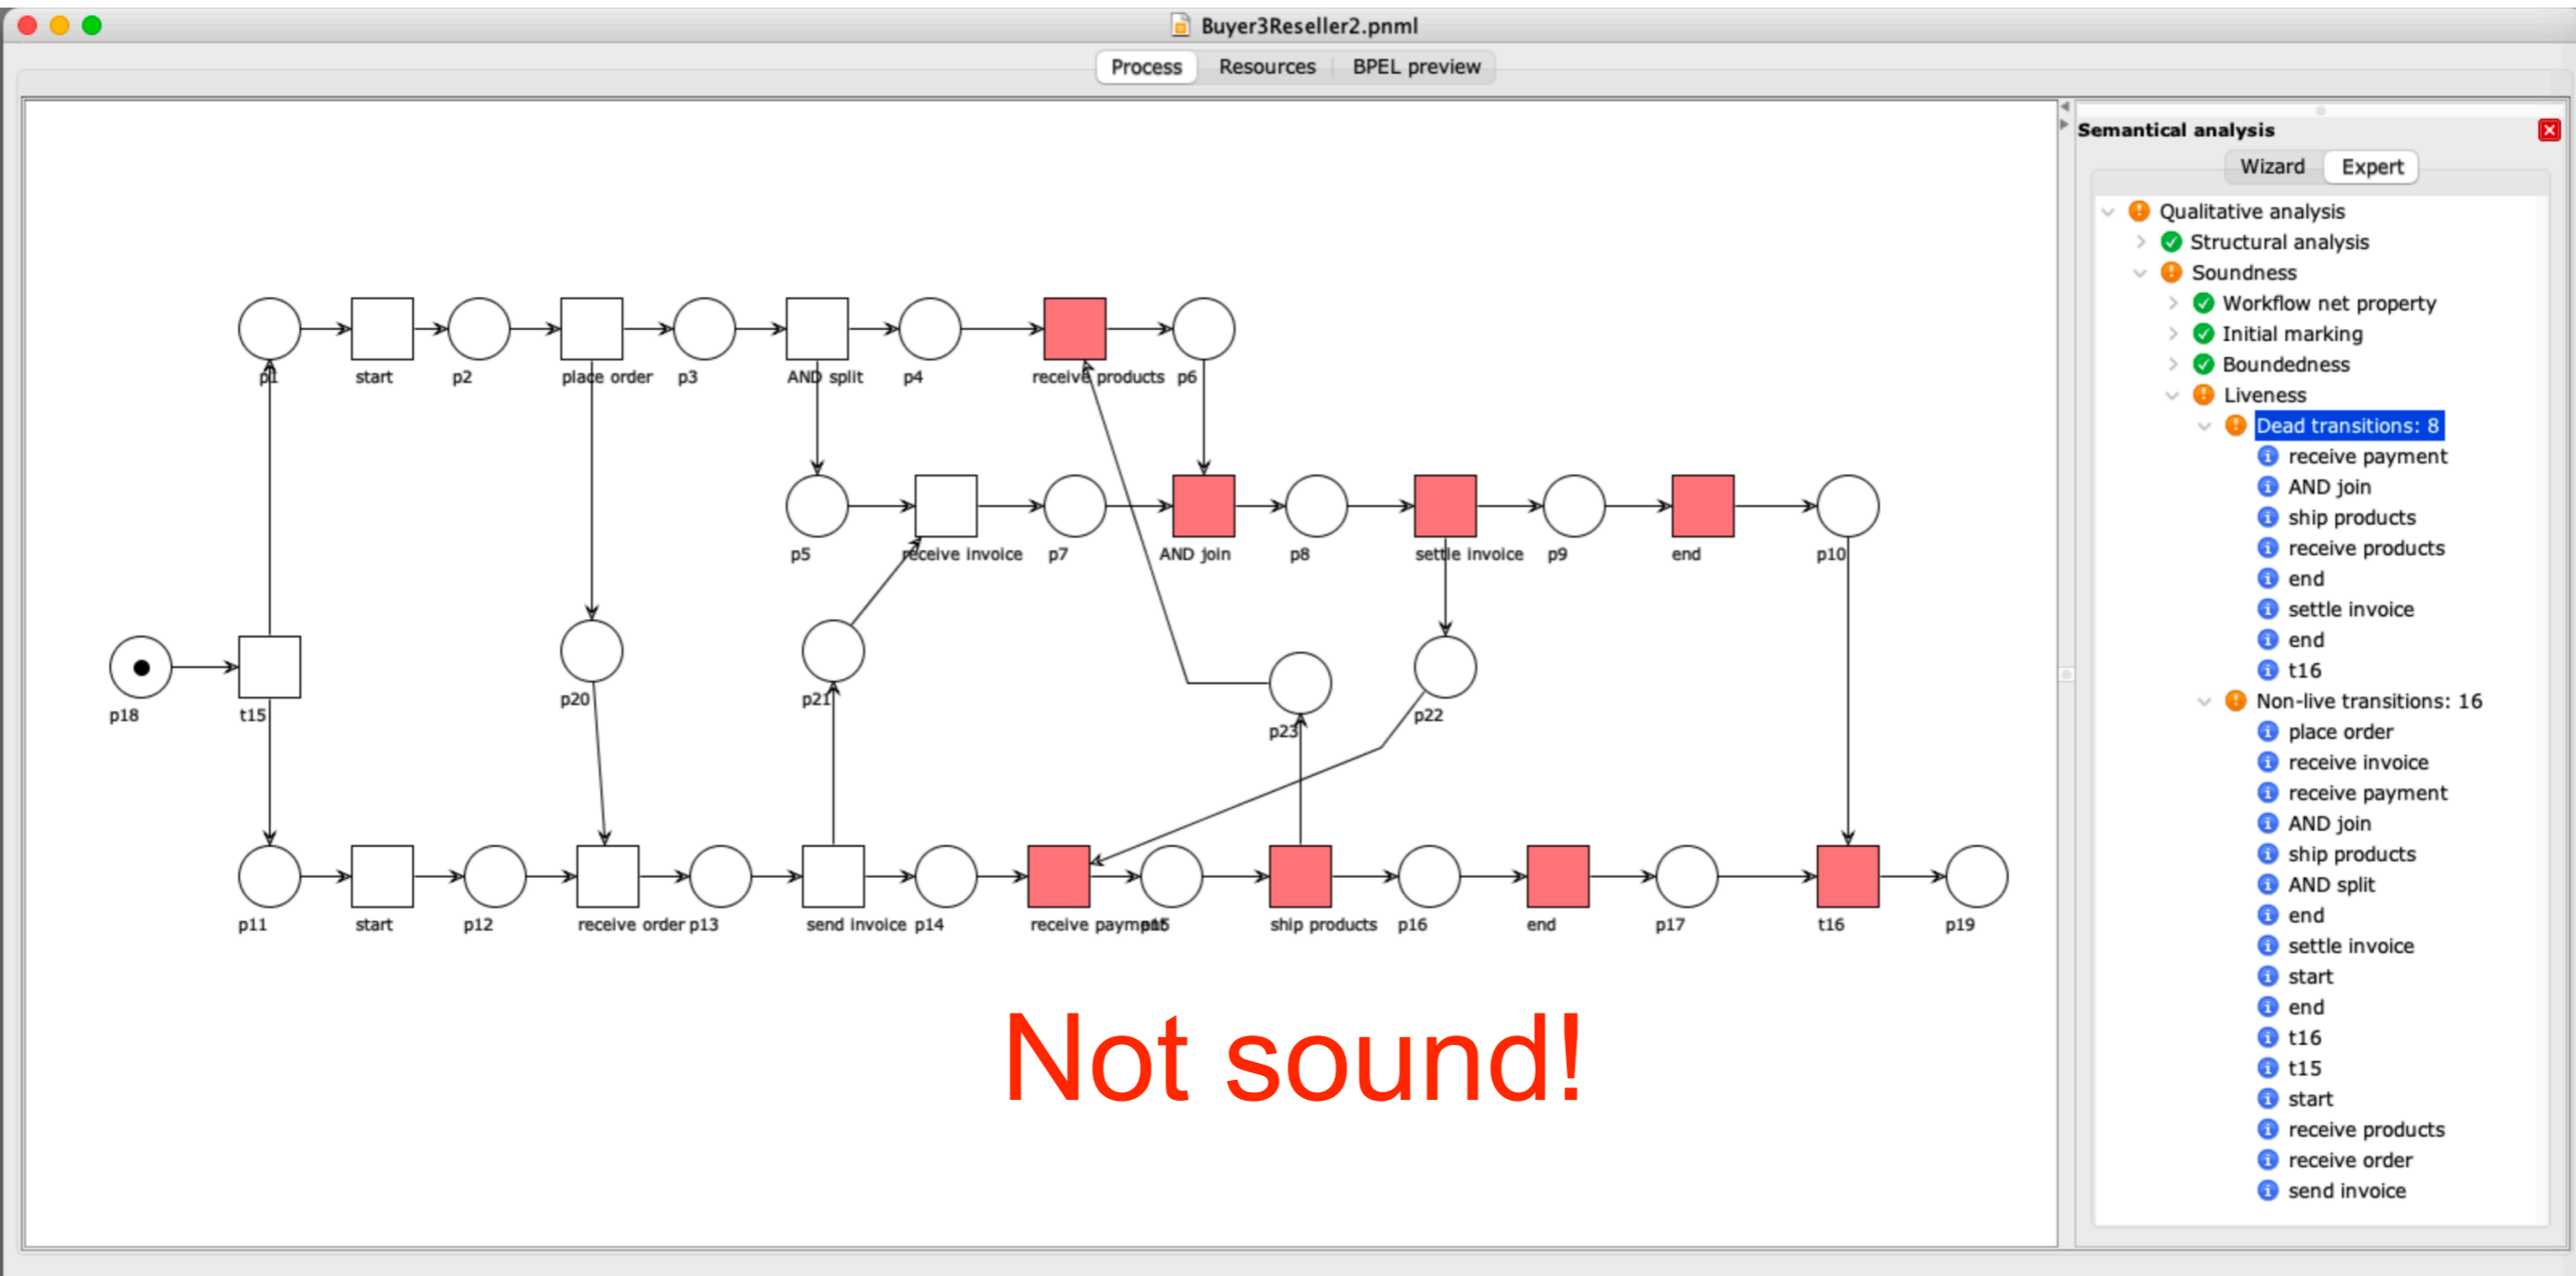 Buyer3Reseller2.pnml
Process Resources BPEL preview
p1 start p2 place order p3 AND split p4 receive products p6
p5 receive invoice p7 AND join p8 settle invoice p9 end p10
p18 t15 p20 p21 p23 p22
p11 start p12 receive order p13 send invoice p14 receive payment p15 ship products p16 end p17 t16 p19
Not sound!
Semantical analysis
Wizard Expert
Qualitative analysis
Structural analysis
Soundness
Workflow net property
Initial marking
Boundedness
Liveness
Dead transitions: 8
receive payment
AND join
ship products
receive products
end
settle invoice
end
t16
Non-live transitions: 16
place order
receive invoice
receive payment
AND join
ship products
AND split
end
settle invoice
start
end
t16
t15
start
receive products
receive order
send invoice